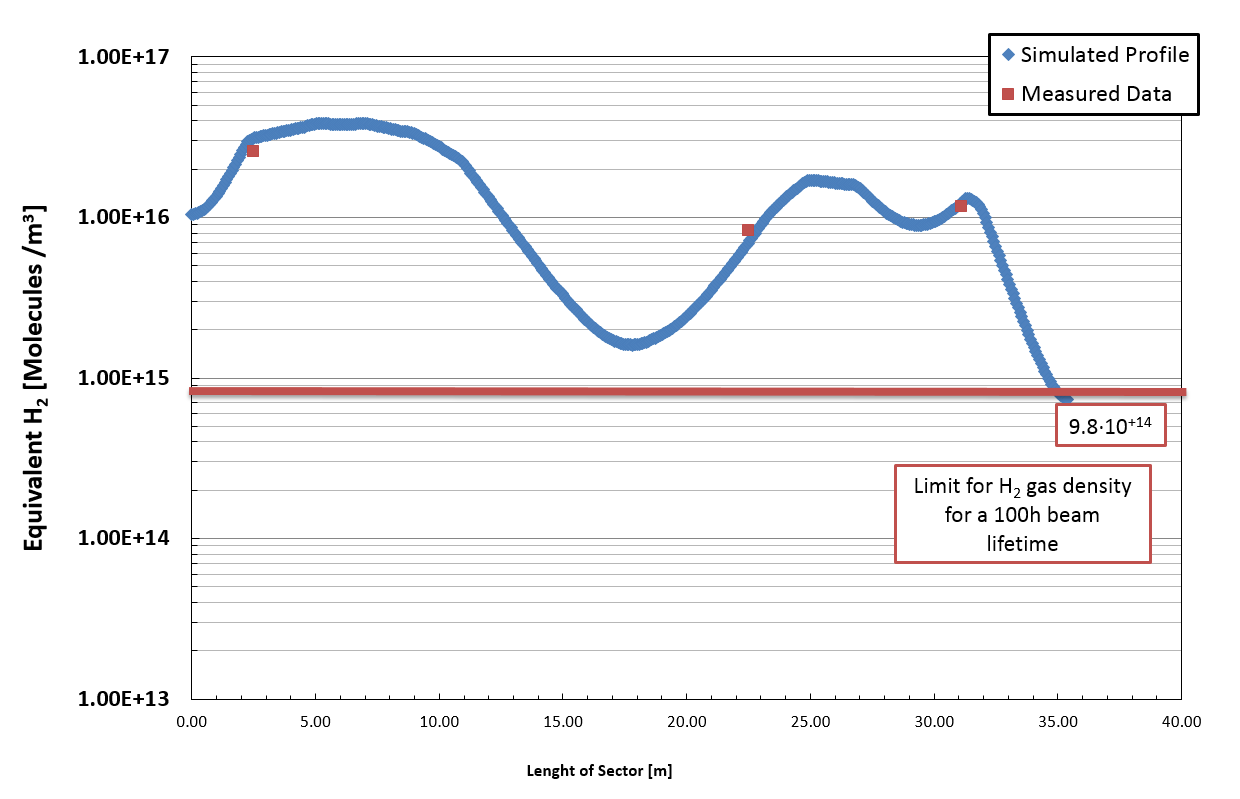 Simulated Profile
Measured Data
Equivalent H₂ [Molecules /m³]
1.00E+17
1.00E+16
1.00E+15
1.00E+14
1.00E+13
9.8·10⁺¹⁴
Limit for H₂ gas density
for a 100h beam
lifetime
0.00 5.00 10.00 15.00 20.00 25.00 30.00 35.00 40.00
Lenght of Sector [m]